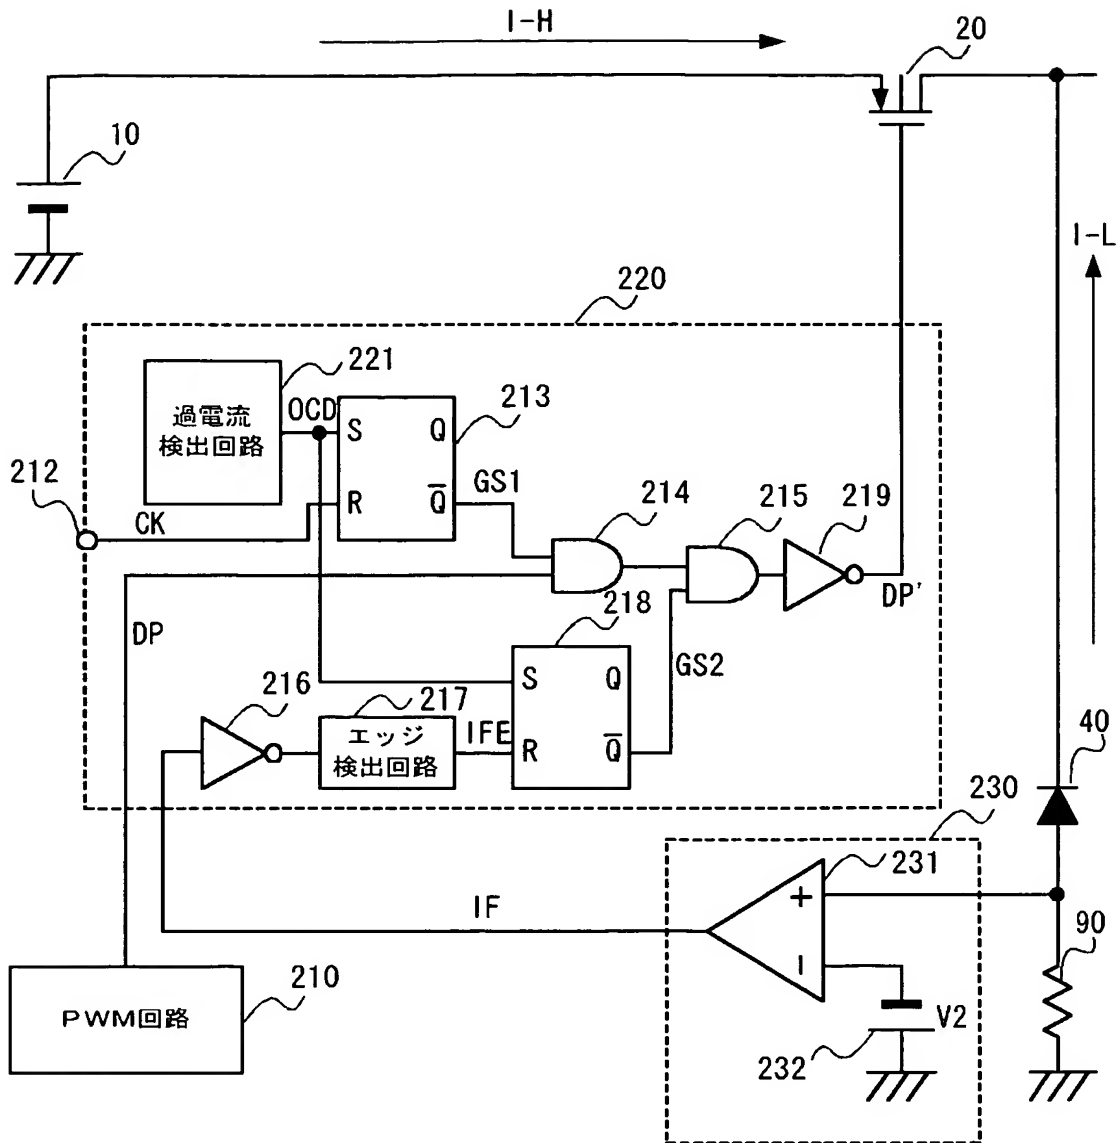 I-H
20
10
I-L
220
221
過電流
検出回路
OCD
S
Q
213
R
Q̅
GS1
212
CK
214
215
219
DP
DP'
218
GS2
S
Q
216
217
エッジ
検出回路
IFE
R
Q̅
40
230
231
+
-
IF
90
210
PWM回路
232
V2